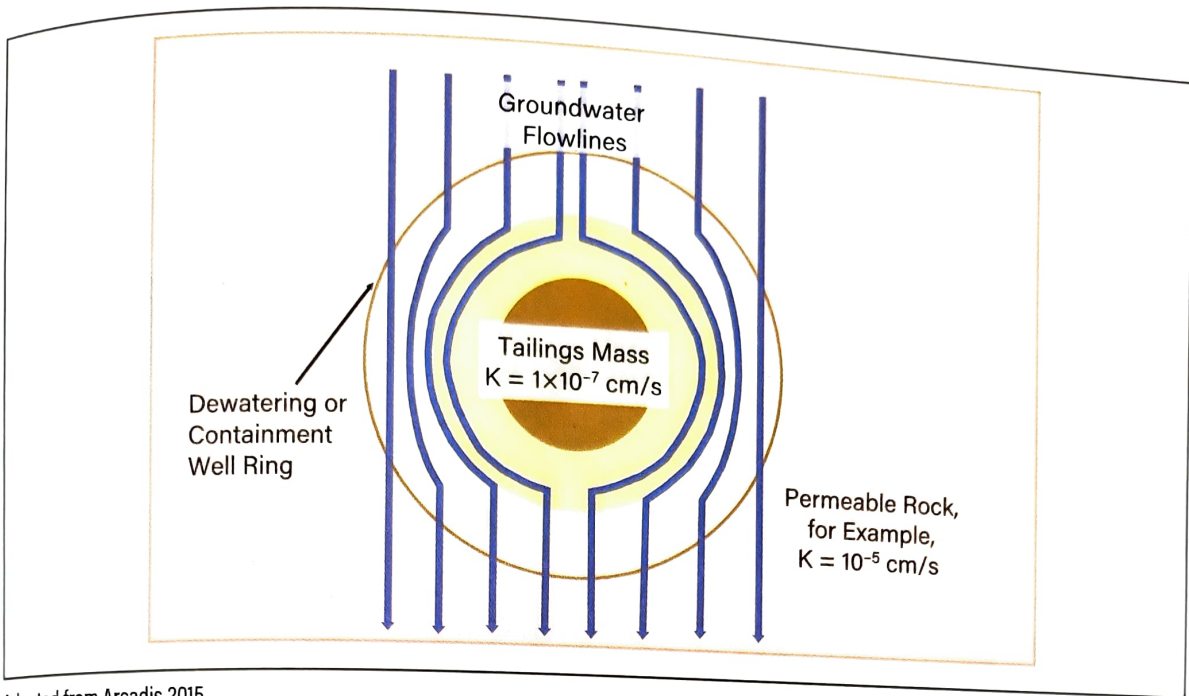 Groundwater
Flowlines
Tailings Mass
K = 1×10⁻⁷ cm/s
Dewatering or
Containment
Well Ring
Permeable Rock,
for Example,
K = 10⁻⁵ cm/s
from Arcadis 2015